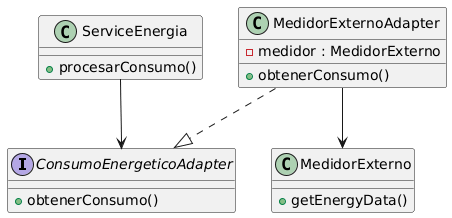 C ServiceEnergia
procesarConsumo()
C MedidorExternoAdapter
medidor : MedidorExterno
obtenerConsumo()
I ConsumoEnergeticoAdapter
obtenerConsumo()
C MedidorExterno
getEnergyData()